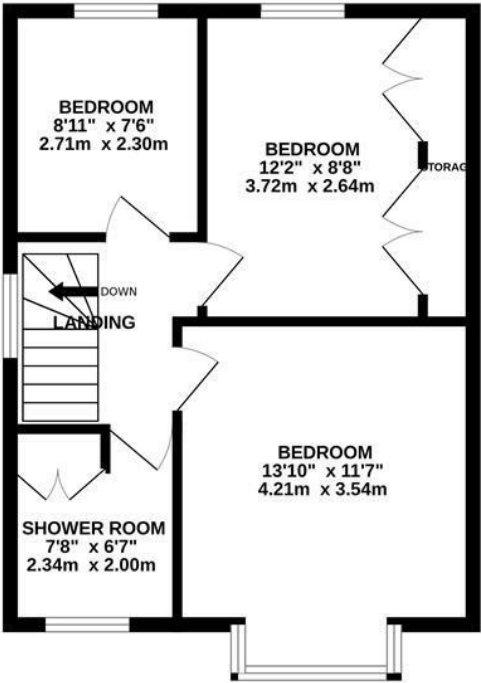 BEDROOM
8'11" x 7'6"
2.71m x 2.30m
BEDROOM
12'2" x 8'8"
3.72m x 2.64m
TORAG
DOWN
LANDING
BEDROOM
13'10" x 11'7"
4.21m x 3.54m
SHOWER ROOM
7'8" x 6'7"
2.34m x 2.00m